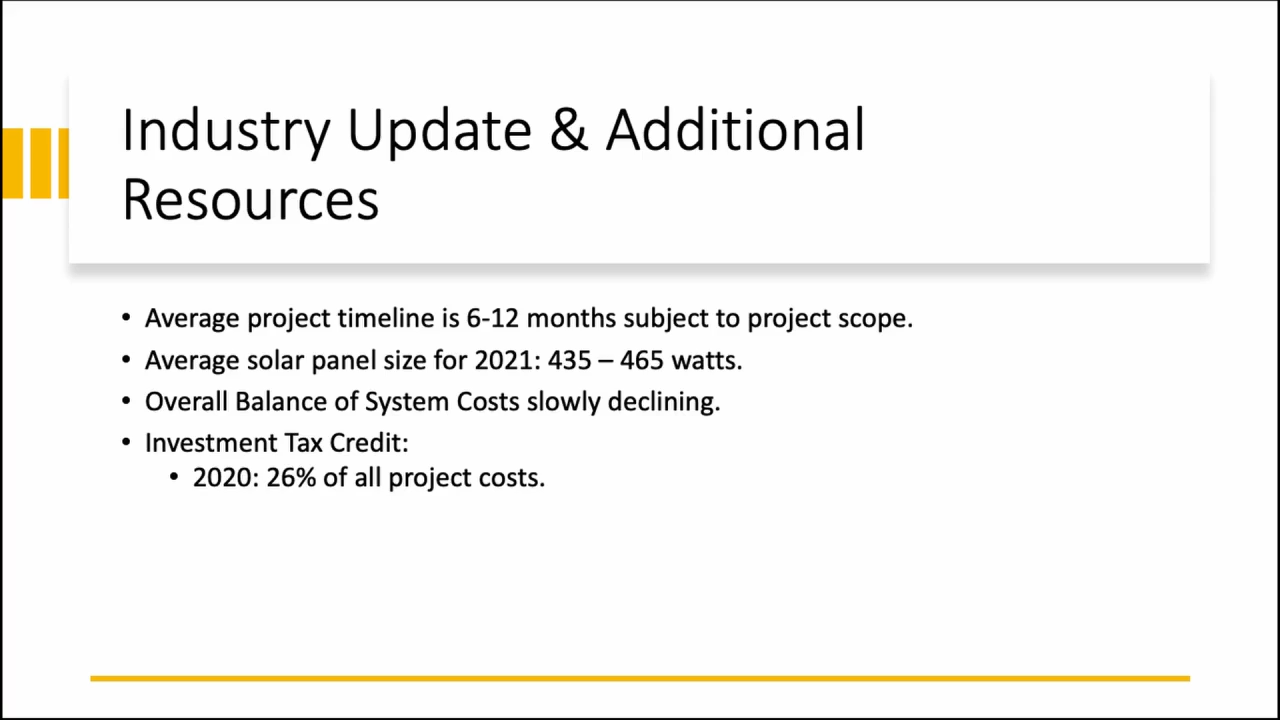 Industry Update & Additional
Resources
• Average project timeline is 6-12 months subject to project scope.
• Average solar panel size for 2021: 435 – 465 watts.
• Overall Balance of System Costs slowly declining.
• Investment Tax Credit:
• 2020: 26% of all project costs.